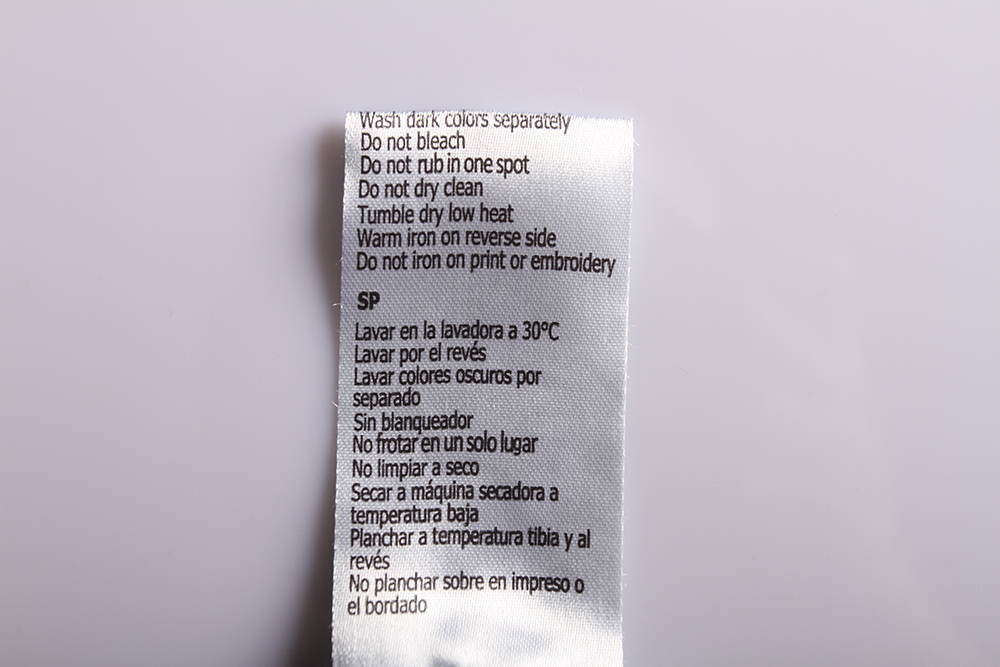 Wash dark colors separately
Do not bleach
Do not rub in one spot
Do not dry clean
Tumble dry low heat
Warm iron on reverse side
Do not iron on print or embroidery
SP
Lavar en la lavadora a 30°C
Lavar por el revés
Lavar colores oscuros por
separado
Sin blanqueador
No frotar en un solo lugar
No limpiar a seco
Secar a máquina secadora a
temperatura baja
Planchar a temperatura tibia y al
revés
No planchar sobre en impreso o
el bordado